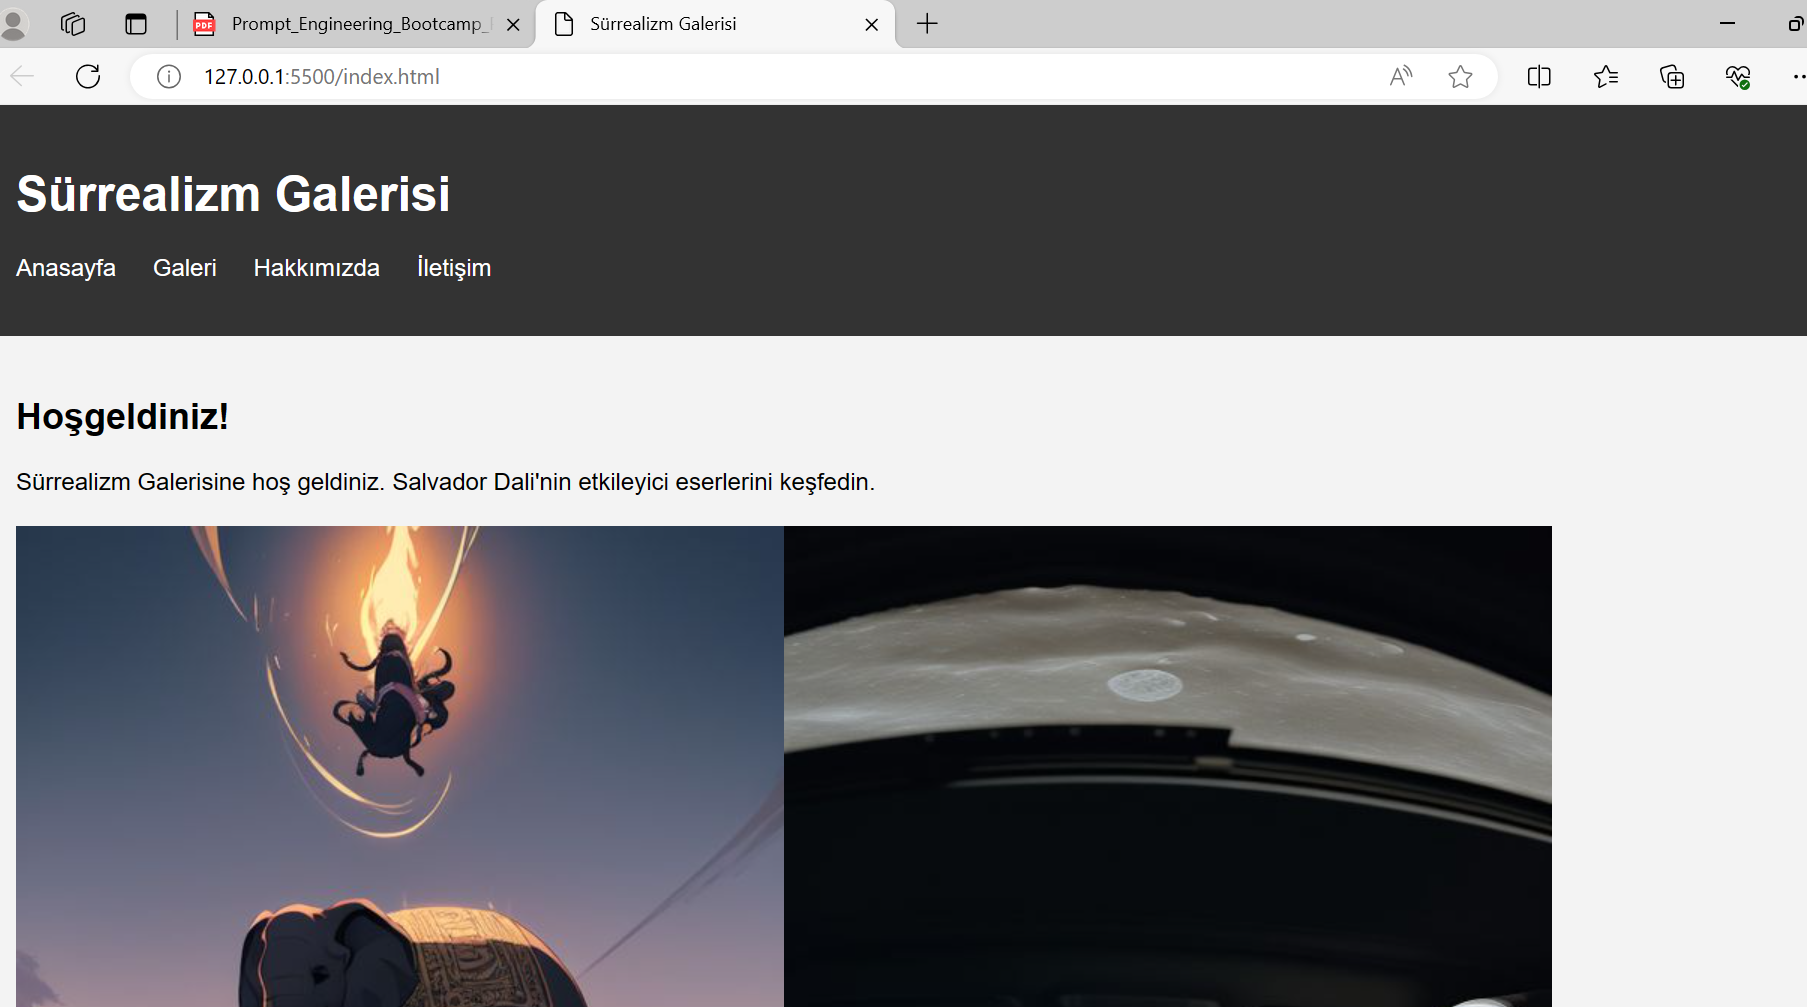 Prompt_Engineering_Bootcamp_
Sürrealizm Galerisi
127.0.0.1:5500/index.html
Sürrealizm Galerisi
Anasayfa Galeri Hakkımızda İletişim
Hoşgeldiniz!
Sürrealizm Galerisine hoş geldiniz. Salvador Dali'nin etkileyici eserlerini keşfedin.